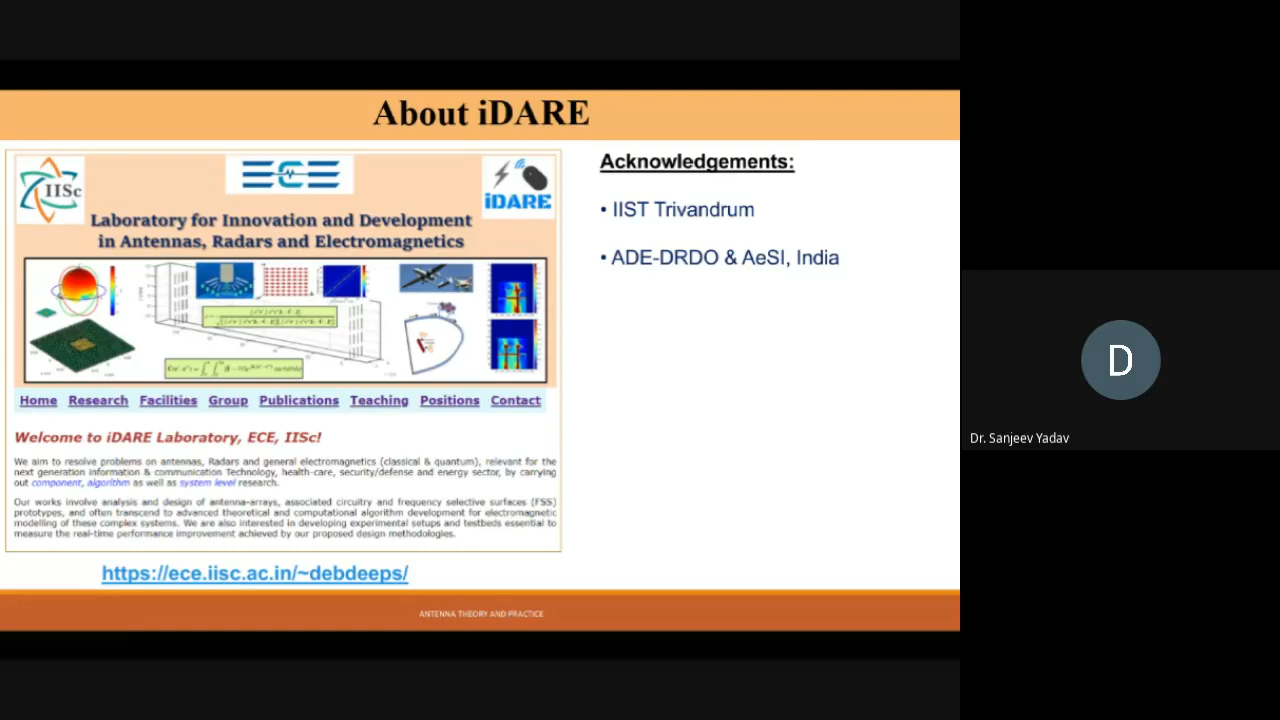 About iDARE
IISc
ECE
iDARE
Laboratory for Innovation and Development
in Antennas, Radars and Electromagnetics
Home Research Facilities Group Publications Teaching Positions Contact
Welcome to iDARE Laboratory, ECE, IISc!
We aim to resolve problems on antennas, Radars and general electromagnetics (classical & quantum), relevant for the
next generation information & communication Technology, health-care, security/defense and energy sector, by carrying
out component, algorithm as well as system level research.
Our works involve analysis and design of antenna-arrays, associated circuitry and frequency selective surfaces (FSS)
prototypes, and often transcend to advanced theoretical and computational algorithm development for electromagnetic
modelling of these complex systems. We are also interested in developing experimental setups and testbeds essential to
measure the real-time performance improvement achieved by our proposed design methodologies.
https://ece.iisc.ac.in/~debdeeps/
Acknowledgements:
• IIST Trivandrum
• ADE-DRDO & AeSI, India
ANTENNA THEORY AND PRACTICE
D
Dr. Sanjeev Yadav